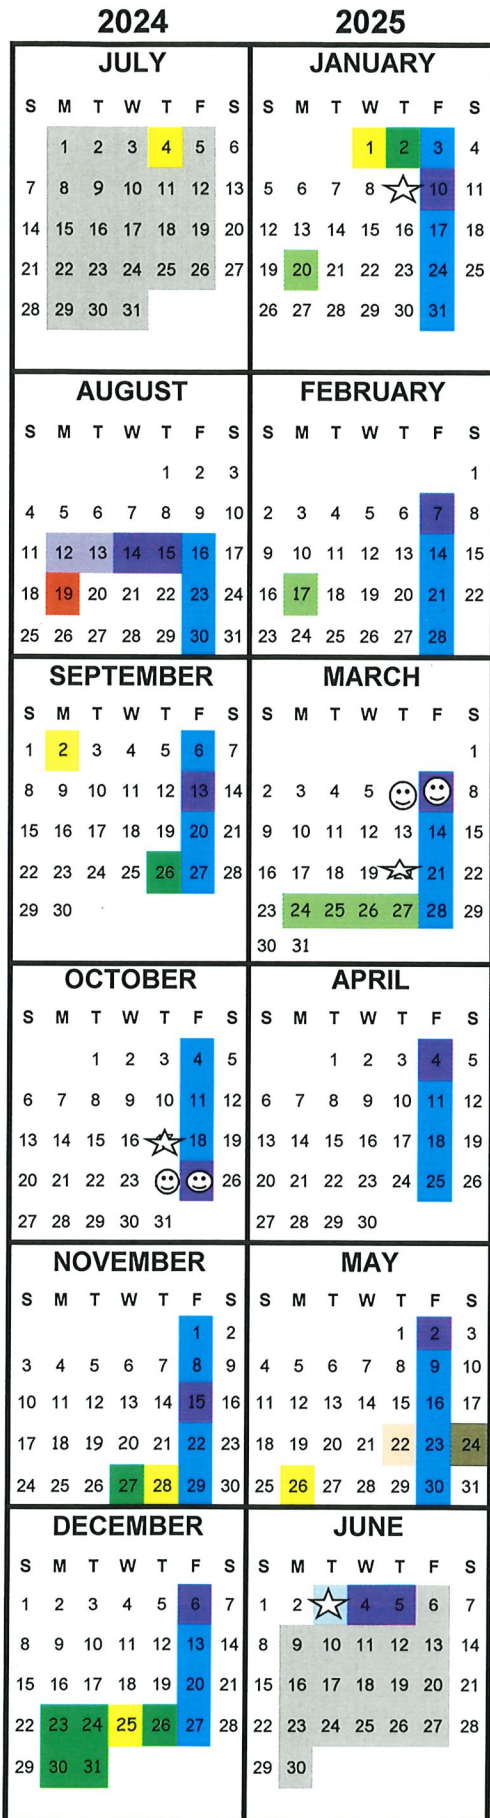 2024
JULY
S M T W T F S
1 2 3 4 5 6
7 8 9 10 11 12 13
14 15 16 17 18 19 20
21 22 23 24 25 26 27
28 29 30 31
AUGUST
S M T W T F S
1 2 3
4 5 6 7 8 9 10
11 12 13 14 15 16 17
18 19 20 21 22 23 24
25 26 27 28 29 30 31
SEPTEMBER
S M T W T F S
1 2 3 4 5 6 7
8 9 10 11 12 13 14
15 16 17 18 19 20 21
22 23 24 25 26 27 28
29 30
OCTOBER
S M T W T F S
1 2 3 4 5
6 7 8 9 10 11 12
13 14 15 16 18 19
20 21 22 23 26
27 28 29 30 31
NOVEMBER
S M T W T F S
1 2
3 4 5 6 7 8 9
10 11 12 13 14 15 16
17 18 19 20 21 22 23
24 25 26 27 28 29 30
DECEMBER
S M T W T F S
1 2 3 4 5 6 7
8 9 10 11 12 13 14
15 16 17 18 19 20 21
22 23 24 25 26 27 28
29 30 31
2025
JANUARY
S M T W T F S
1 2 3 4
5 6 7 8 10 11
12 13 14 15 16 17 18
19 20 21 22 23 24 25
26 27 28 29 30 31
FEBRUARY
S M T W T F S
1
2 3 4 5 6 7 8
9 10 11 12 13 14 15
16 17 18 19 20 21 22
23 24 25 26 27 28
MARCH
S M T W T F S
1
2 3 4 5 8
9 10 11 12 13 14 15
16 17 18 19 21 22
23 24 25 26 27 28 29
30 31
APRIL
S M T W T F S
1 2 3 4 5
6 7 8 9 10 11 12
13 14 15 16 17 18 19
20 21 22 23 24 25 26
27 28 29 30
MAY
S M T W T F S
1 2 3
4 5 6 7 8 9 10
11 12 13 14 15 16 17
18 19 20 21 22 23 24
25 26 27 28 29 30 31
JUNE
S M T W T F S
1 2 4 5 6 7
8 9 10 11 12 13 14
15 16 17 18 19 20 21
22 23 24 25 26 27 28
29 30